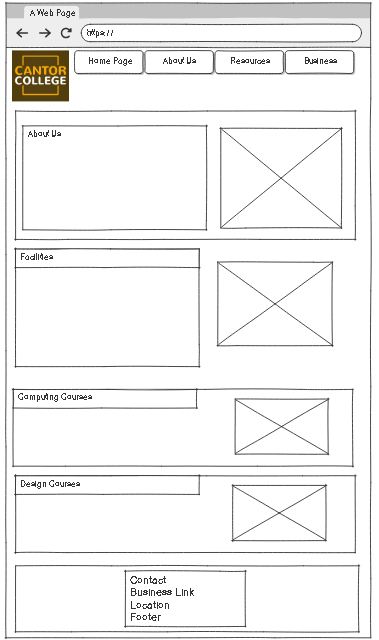 A Web Page
https://
CANTOR
COLLEGE
Home Page
About Us
Resources
Business
About Us
Facilities
Computing Courses
Design Courses
Contact
Business Link
Location
Footer